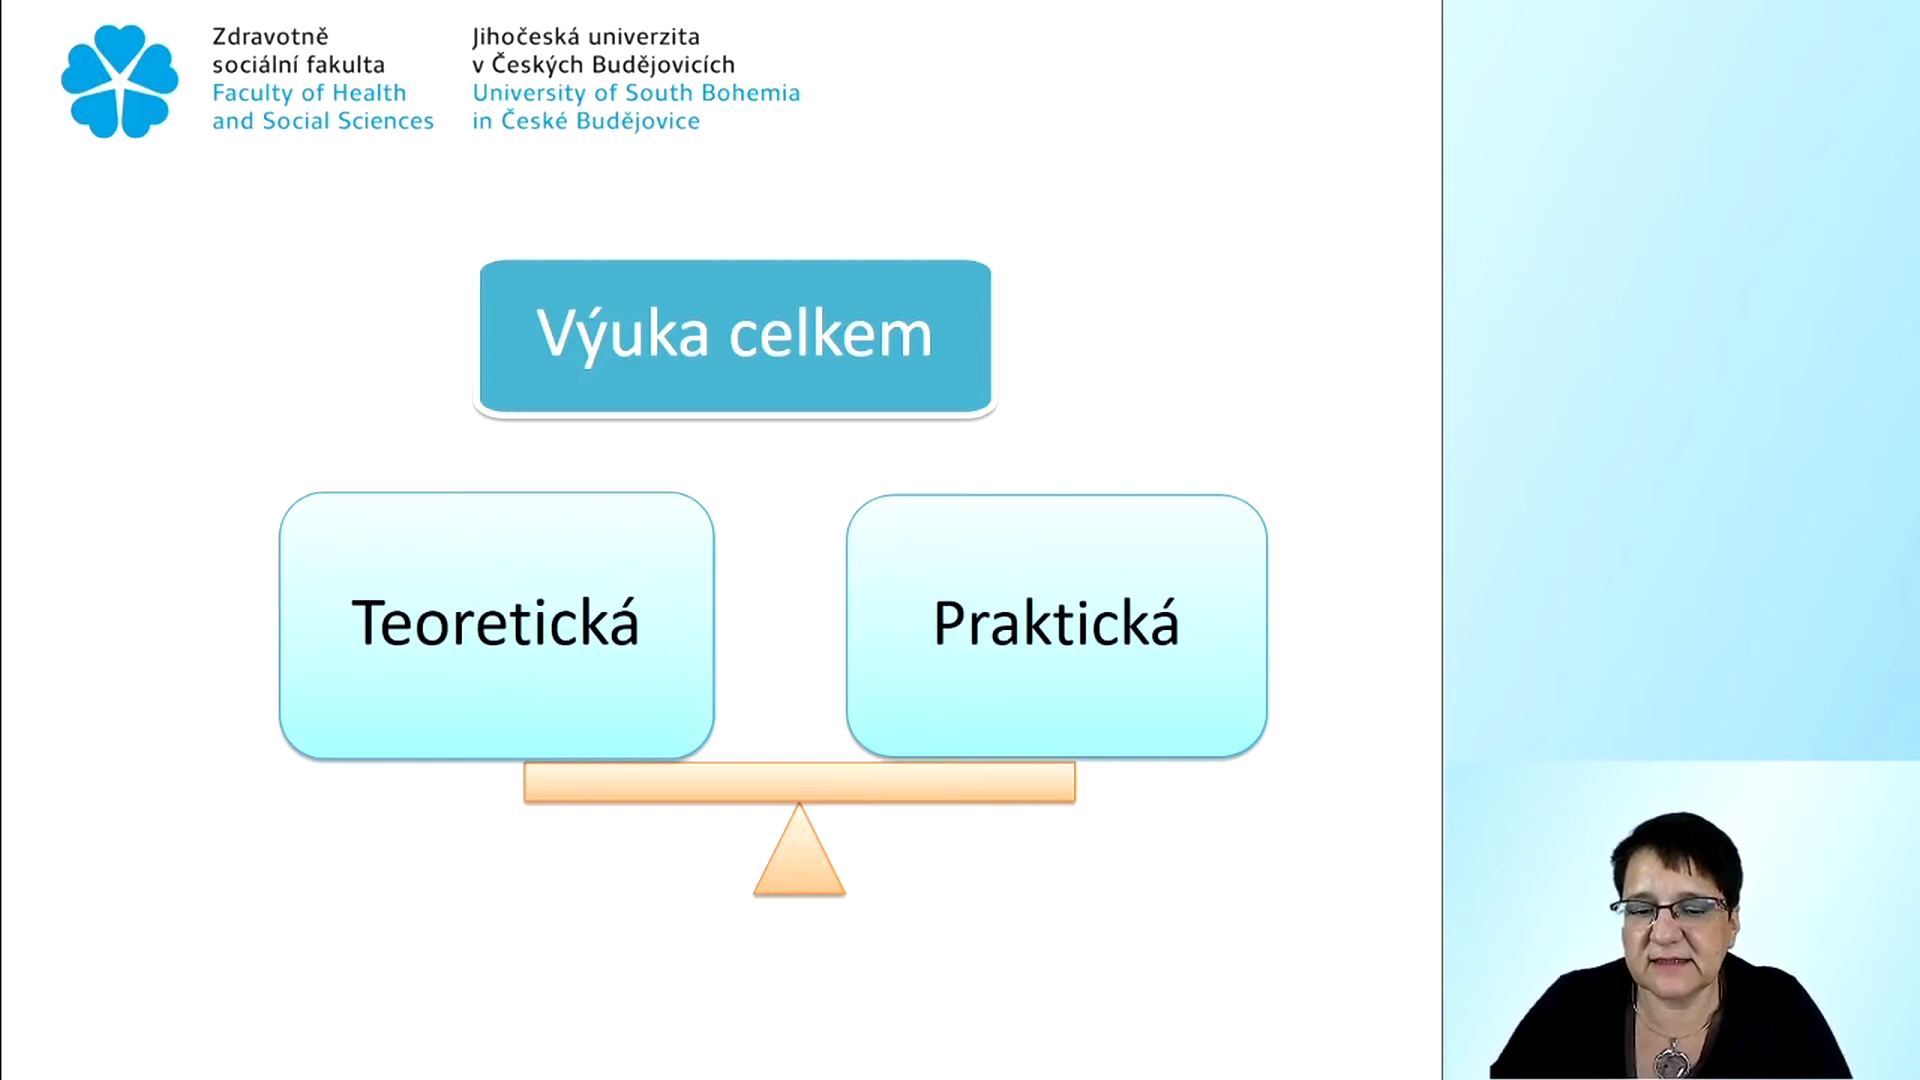 Zdravotně
sociální fakulta
Faculty of Health
and Social Sciences
Jihočeská univerzita
v Českých Budějovicích
University of South Bohemia
in České Budějovice
Výuka celkem
Teoretická
Praktická